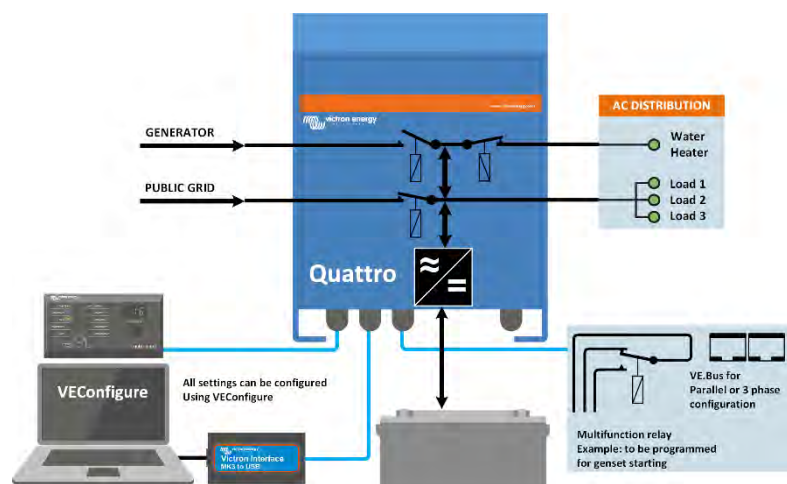 victron energy
AC DISTRIBUTION
GENERATOR
Water
Heater
PUBLIC GRID
Load 1
Load 2
Load 3
Quattro
VEConfigure
All settings can be configured
Using VEConfigure
Victron Interface
MK3 to USB
VE.Bus for
Parallel or 3 phase
configuration
Multifunction relay
Example: to be programmed
for genset starting